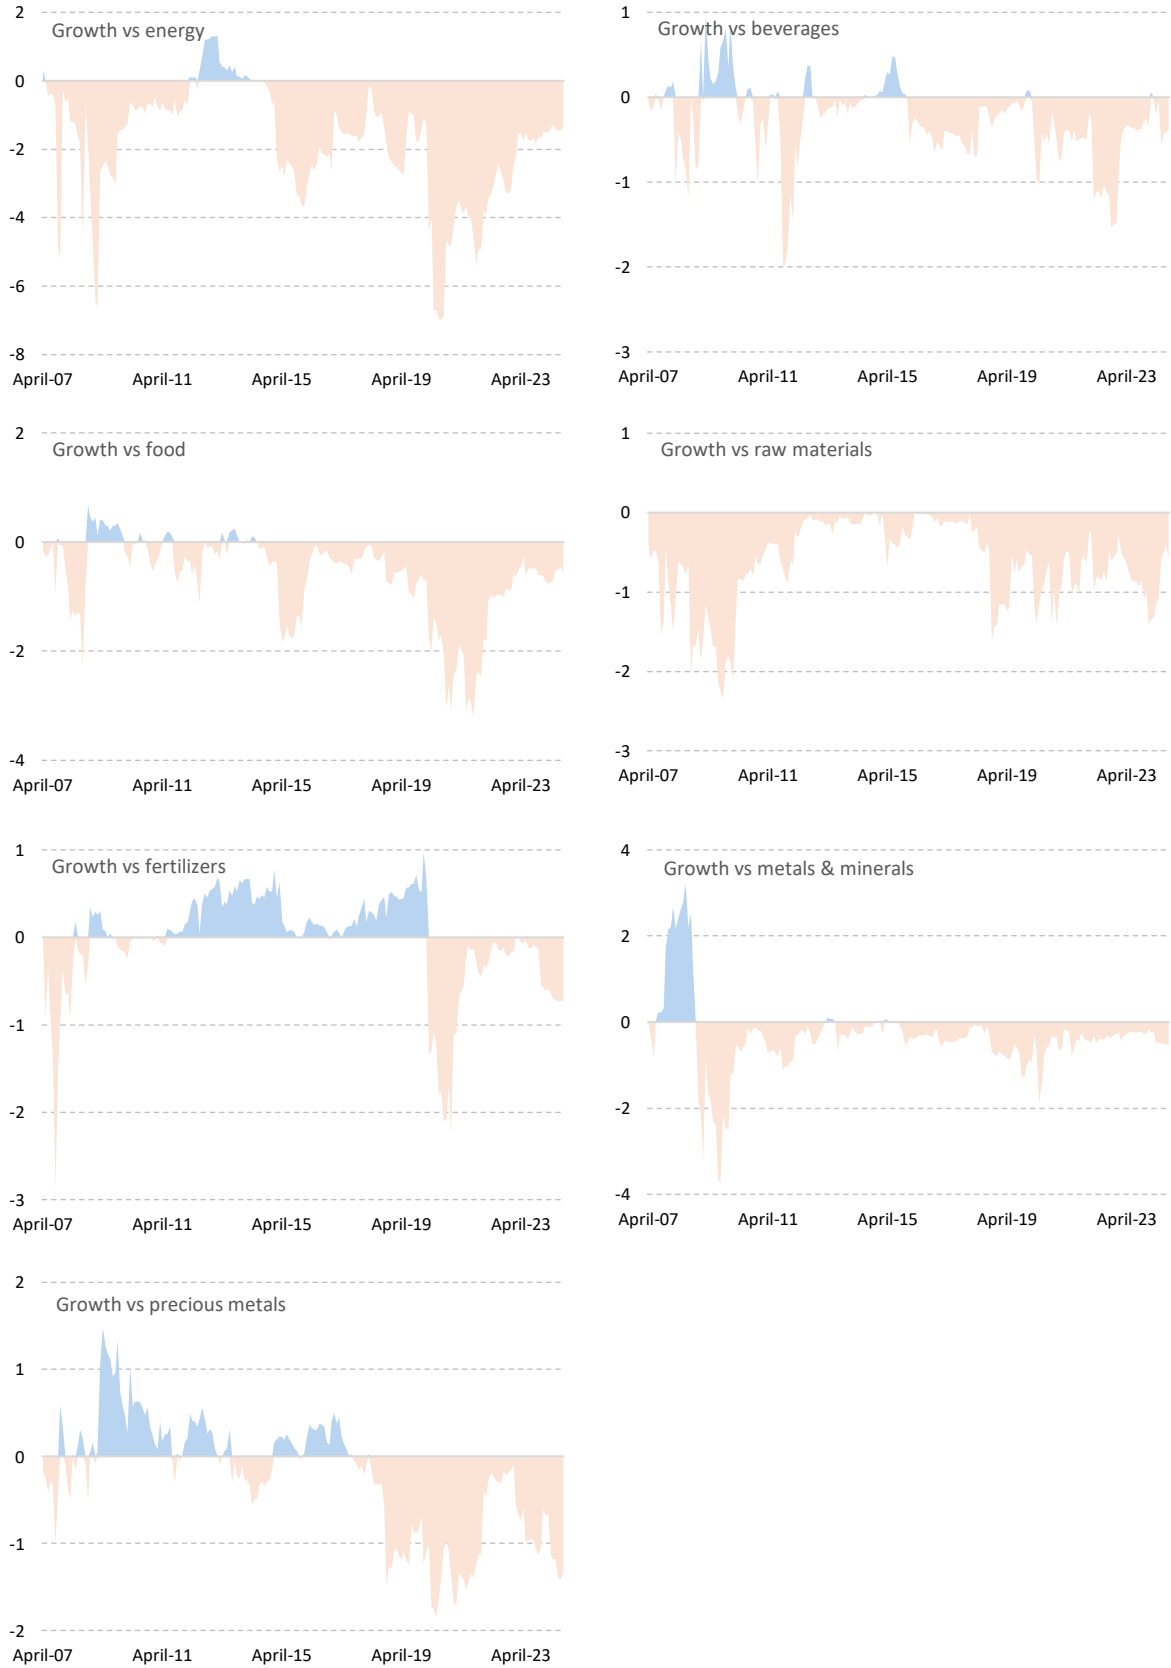 2
Growth vs energy
0
-2
-4
-6
-8
April-07 April-11 April-15 April-19 April-23
1
Growth vs beverages
0
-1
-2
-3
April-07 April-11 April-15 April-19 April-23
2
Growth vs food
0
-2
-4
April-07 April-11 April-15 April-19 April-23
1
Growth vs raw materials
0
-1
-2
-3
April-07 April-11 April-15 April-19 April-23
1
Growth vs fertilizers
0
-1
-2
-3
April-07 April-11 April-15 April-19 April-23
4
Growth vs metals & minerals
2
0
-2
-4
April-07 April-11 April-15 April-19 April-23
2
Growth vs precious metals
1
0
-1
-2
April-07 April-11 April-15 April-19 April-23